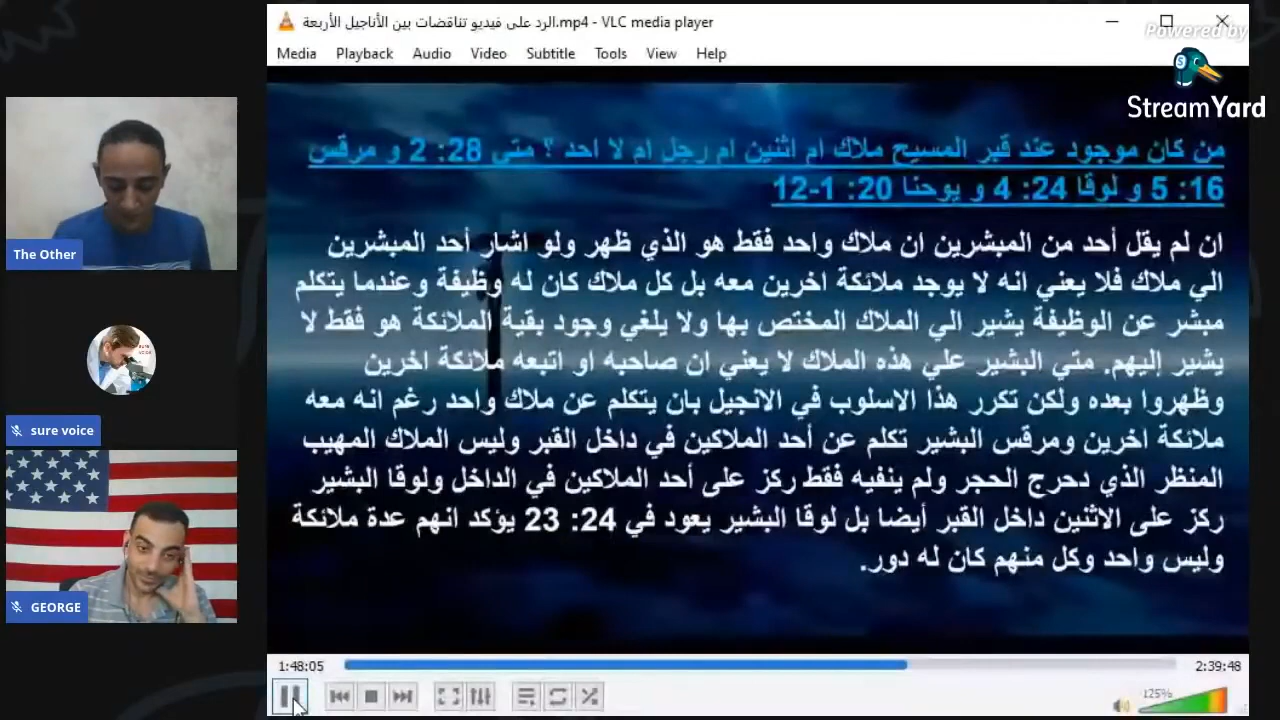 الرد على فيديو تناقضات بين الأناجيل الأربعة.mp4 - VLC media player
Media Playback Audio Video Subtitle Tools View Help
Powered by
StreamYard
من كان موجود عند قبر المسيح ملاك ام اثنين ام رجل ام لا احد ؟ متى 28: 2 و مرقس
16: 5 و لوقا 24: 4 و يوحنا 20: 1-12
ان لم يقل أحد من المبشرين ان ملاك واحد فقط هو الذي ظهر ولو اشار أحد المبشرين
الي ملاك فلا يعني انه لا يوجد ملائكة اخرين معه بل كل ملاك كان له وظيفة وعندما يتكلم
مبشر عن الوظيفة يشير الي الملاك المختص بها ولا يلغي وجود بقية الملائكة هو فقط لا
يشير إليهم. متي البشير علي هذه الملاك لا يعني ان صاحبه او اتبعه ملائكة اخرين
وظهروا بعده ولكن تكرر هذا الاسلوب في الانجيل بان يتكلم عن ملاك واحد رغم انه معه
ملائكة اخرين ومرقس البشير تكلم عن أحد الملاكين في داخل القبر وليس الملاك المهيب
المنظر الذي دحرج الحجر ولم ينفيه فقط ركز على أحد الملاكين في الداخل ولوقا البشير
ركز على الاثنين داخل القبر أيضا بل لوقا البشير يعود في 24: 23 يؤكد انهم عدة ملائكة
وليس واحد وكل منهم كان له دور.
The Other
sure voice
GEORGE
1:48:05
2:39:48
125%